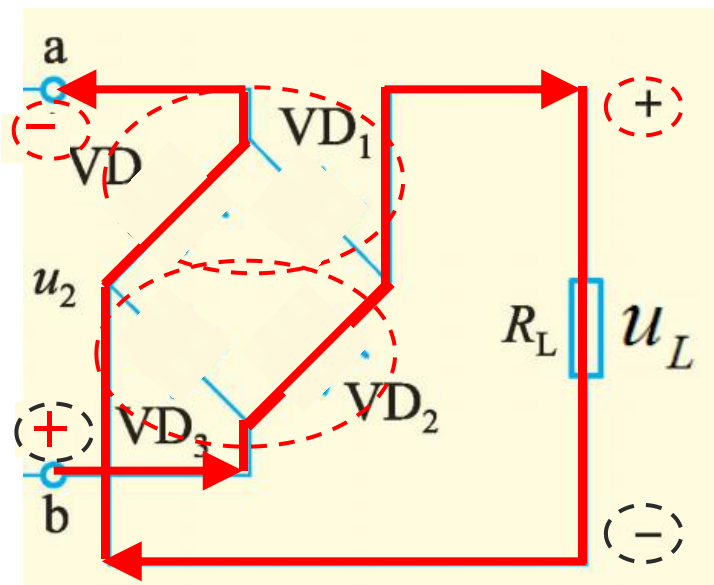 a
+
−
VD₁
VD
u₂
R_L u_L
VD₂
+
VD₃
b
−